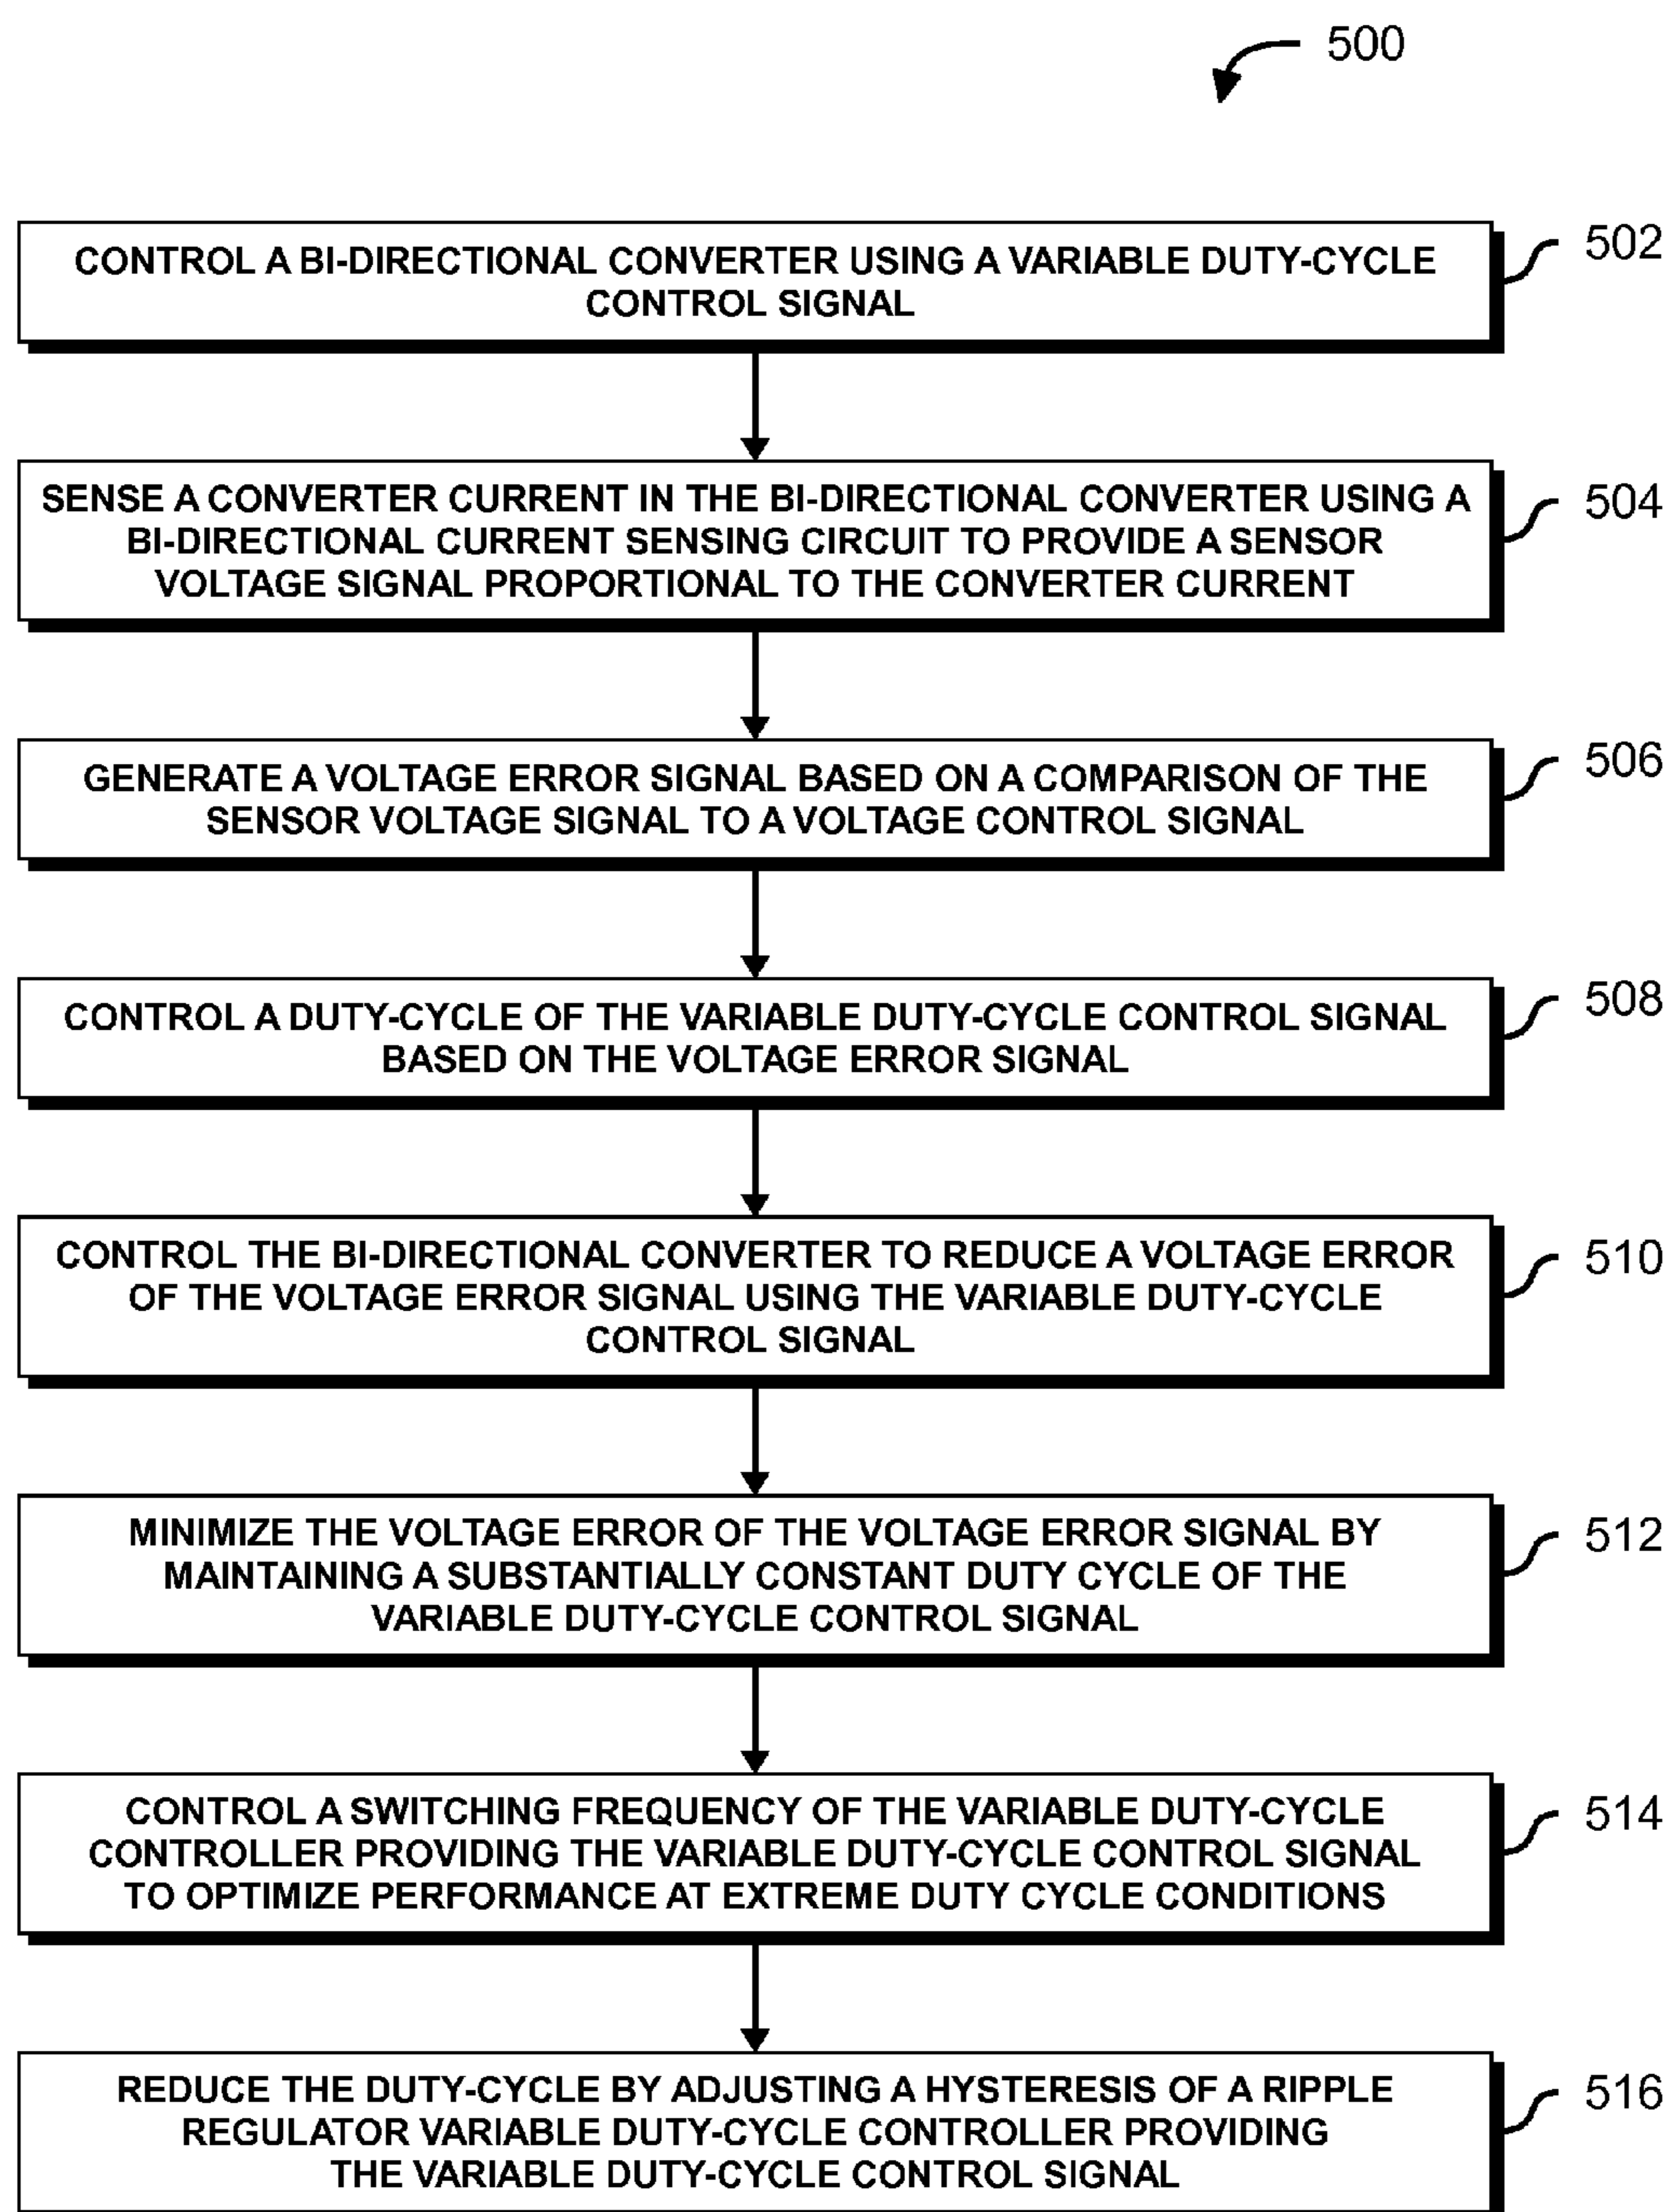 500
CONTROL A BI-DIRECTIONAL CONVERTER USING A VARIABLE DUTY-CYCLE
CONTROL SIGNAL
502
SENSE A CONVERTER CURRENT IN THE BI-DIRECTIONAL CONVERTER USING A
BI-DIRECTIONAL CURRENT SENSING CIRCUIT TO PROVIDE A SENSOR
VOLTAGE SIGNAL PROPORTIONAL TO THE CONVERTER CURRENT
504
GENERATE A VOLTAGE ERROR SIGNAL BASED ON A COMPARISON OF THE
SENSOR VOLTAGE SIGNAL TO A VOLTAGE CONTROL SIGNAL
506
CONTROL A DUTY-CYCLE OF THE VARIABLE DUTY-CYCLE CONTROL SIGNAL
BASED ON THE VOLTAGE ERROR SIGNAL
508
CONTROL THE BI-DIRECTIONAL CONVERTER TO REDUCE A VOLTAGE ERROR
OF THE VOLTAGE ERROR SIGNAL USING THE VARIABLE DUTY-CYCLE
CONTROL SIGNAL
510
MINIMIZE THE VOLTAGE ERROR OF THE VOLTAGE ERROR SIGNAL BY
MAINTAINING A SUBSTANTIALLY CONSTANT DUTY CYCLE OF THE
VARIABLE DUTY-CYCLE CONTROL SIGNAL
512
CONTROL A SWITCHING FREQUENCY OF THE VARIABLE DUTY-CYCLE
CONTROLLER PROVIDING THE VARIABLE DUTY-CYCLE CONTROL SIGNAL
TO OPTIMIZE PERFORMANCE AT EXTREME DUTY CYCLE CONDITIONS
514
REDUCE THE DUTY-CYCLE BY ADJUSTING A HYSTERESIS OF A RIPPLE
REGULATOR VARIABLE DUTY-CYCLE CONTROLLER PROVIDING
THE VARIABLE DUTY-CYCLE CONTROL SIGNAL
516